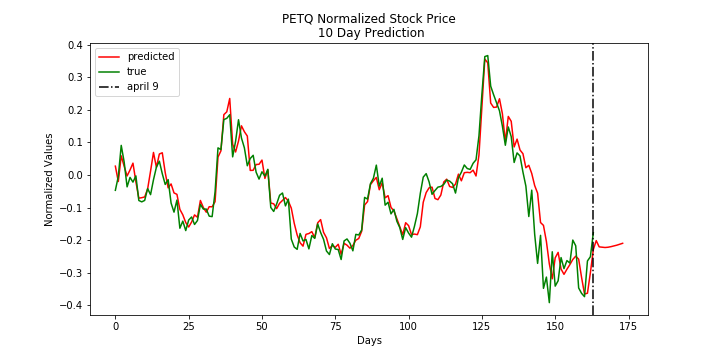 PETQ Normalized Stock Price
10 Day Prediction
predicted
true
april 9
Normalized Values
0.4
0.3
0.2
0.1
0.0
−0.1
−0.2
−0.3
−0.4
0 25 50 75 100 125 150 175
Days